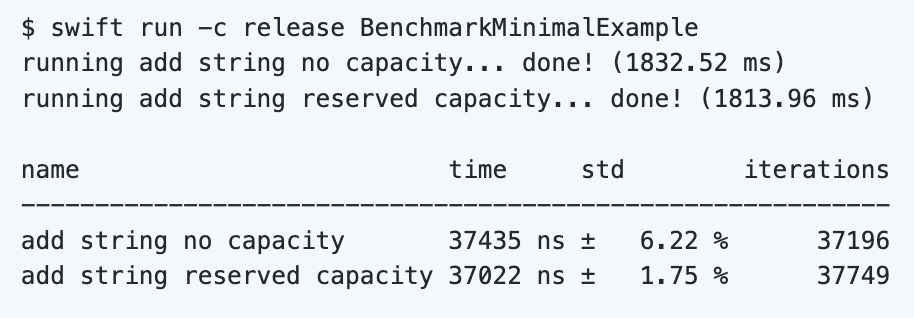 $ swift run -c release BenchmarkMinimalExample
running add string no capacity... done! (1832.52 ms)
running add string reserved capacity... done! (1813.96 ms)

name                         time     std        iterations
-----------------------------------------------------------
add string no capacity       37435 ns ±   6.22 %      37196
add string reserved capacity 37022 ns ±   1.75 %      37749